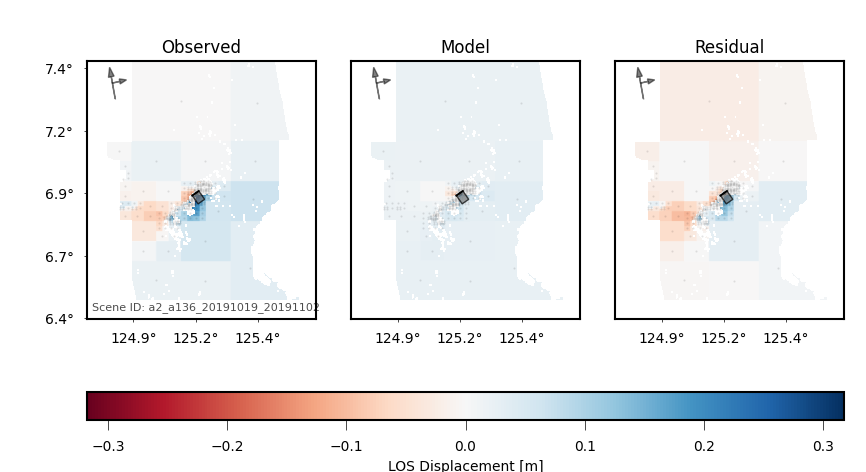 Observed Model Residual
7.4°
7.2°
6.9°
6.7°
6.4°
Scene ID: a2_a136_20191019_20191102
124.9° 125.2° 125.4° 124.9° 125.2° 125.4° 124.9° 125.2° 125.4°
−0.3 −0.2 −0.1 0.0 0.1 0.2 0.3
LOS Displacement [m]